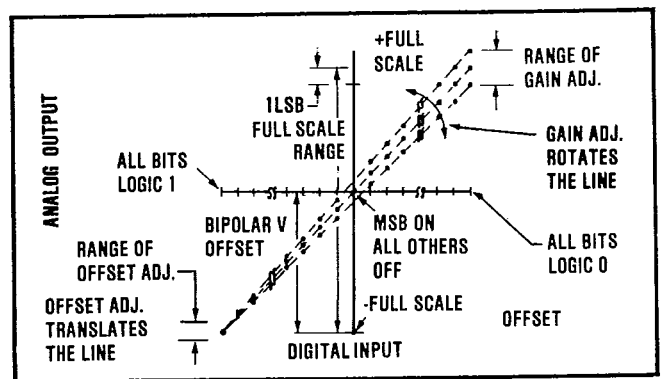 +FULL
SCALE
RANGE OF
GAIN ADJ.
1LSB
FULL SCALE
RANGE
GAIN ADJ.
ROTATES
THE LINE
ANALOG OUTPUT
ALL BITS
LOGIC 1
BIPOLAR V
OFFSET
MSB ON
ALL OTHERS
OFF
ALL BITS
LOGIC 0
RANGE OF
OFFSET ADJ.
OFFSET ADJ.
TRANSLATES
THE LINE
-FULL SCALE
OFFSET
DIGITAL INPUT